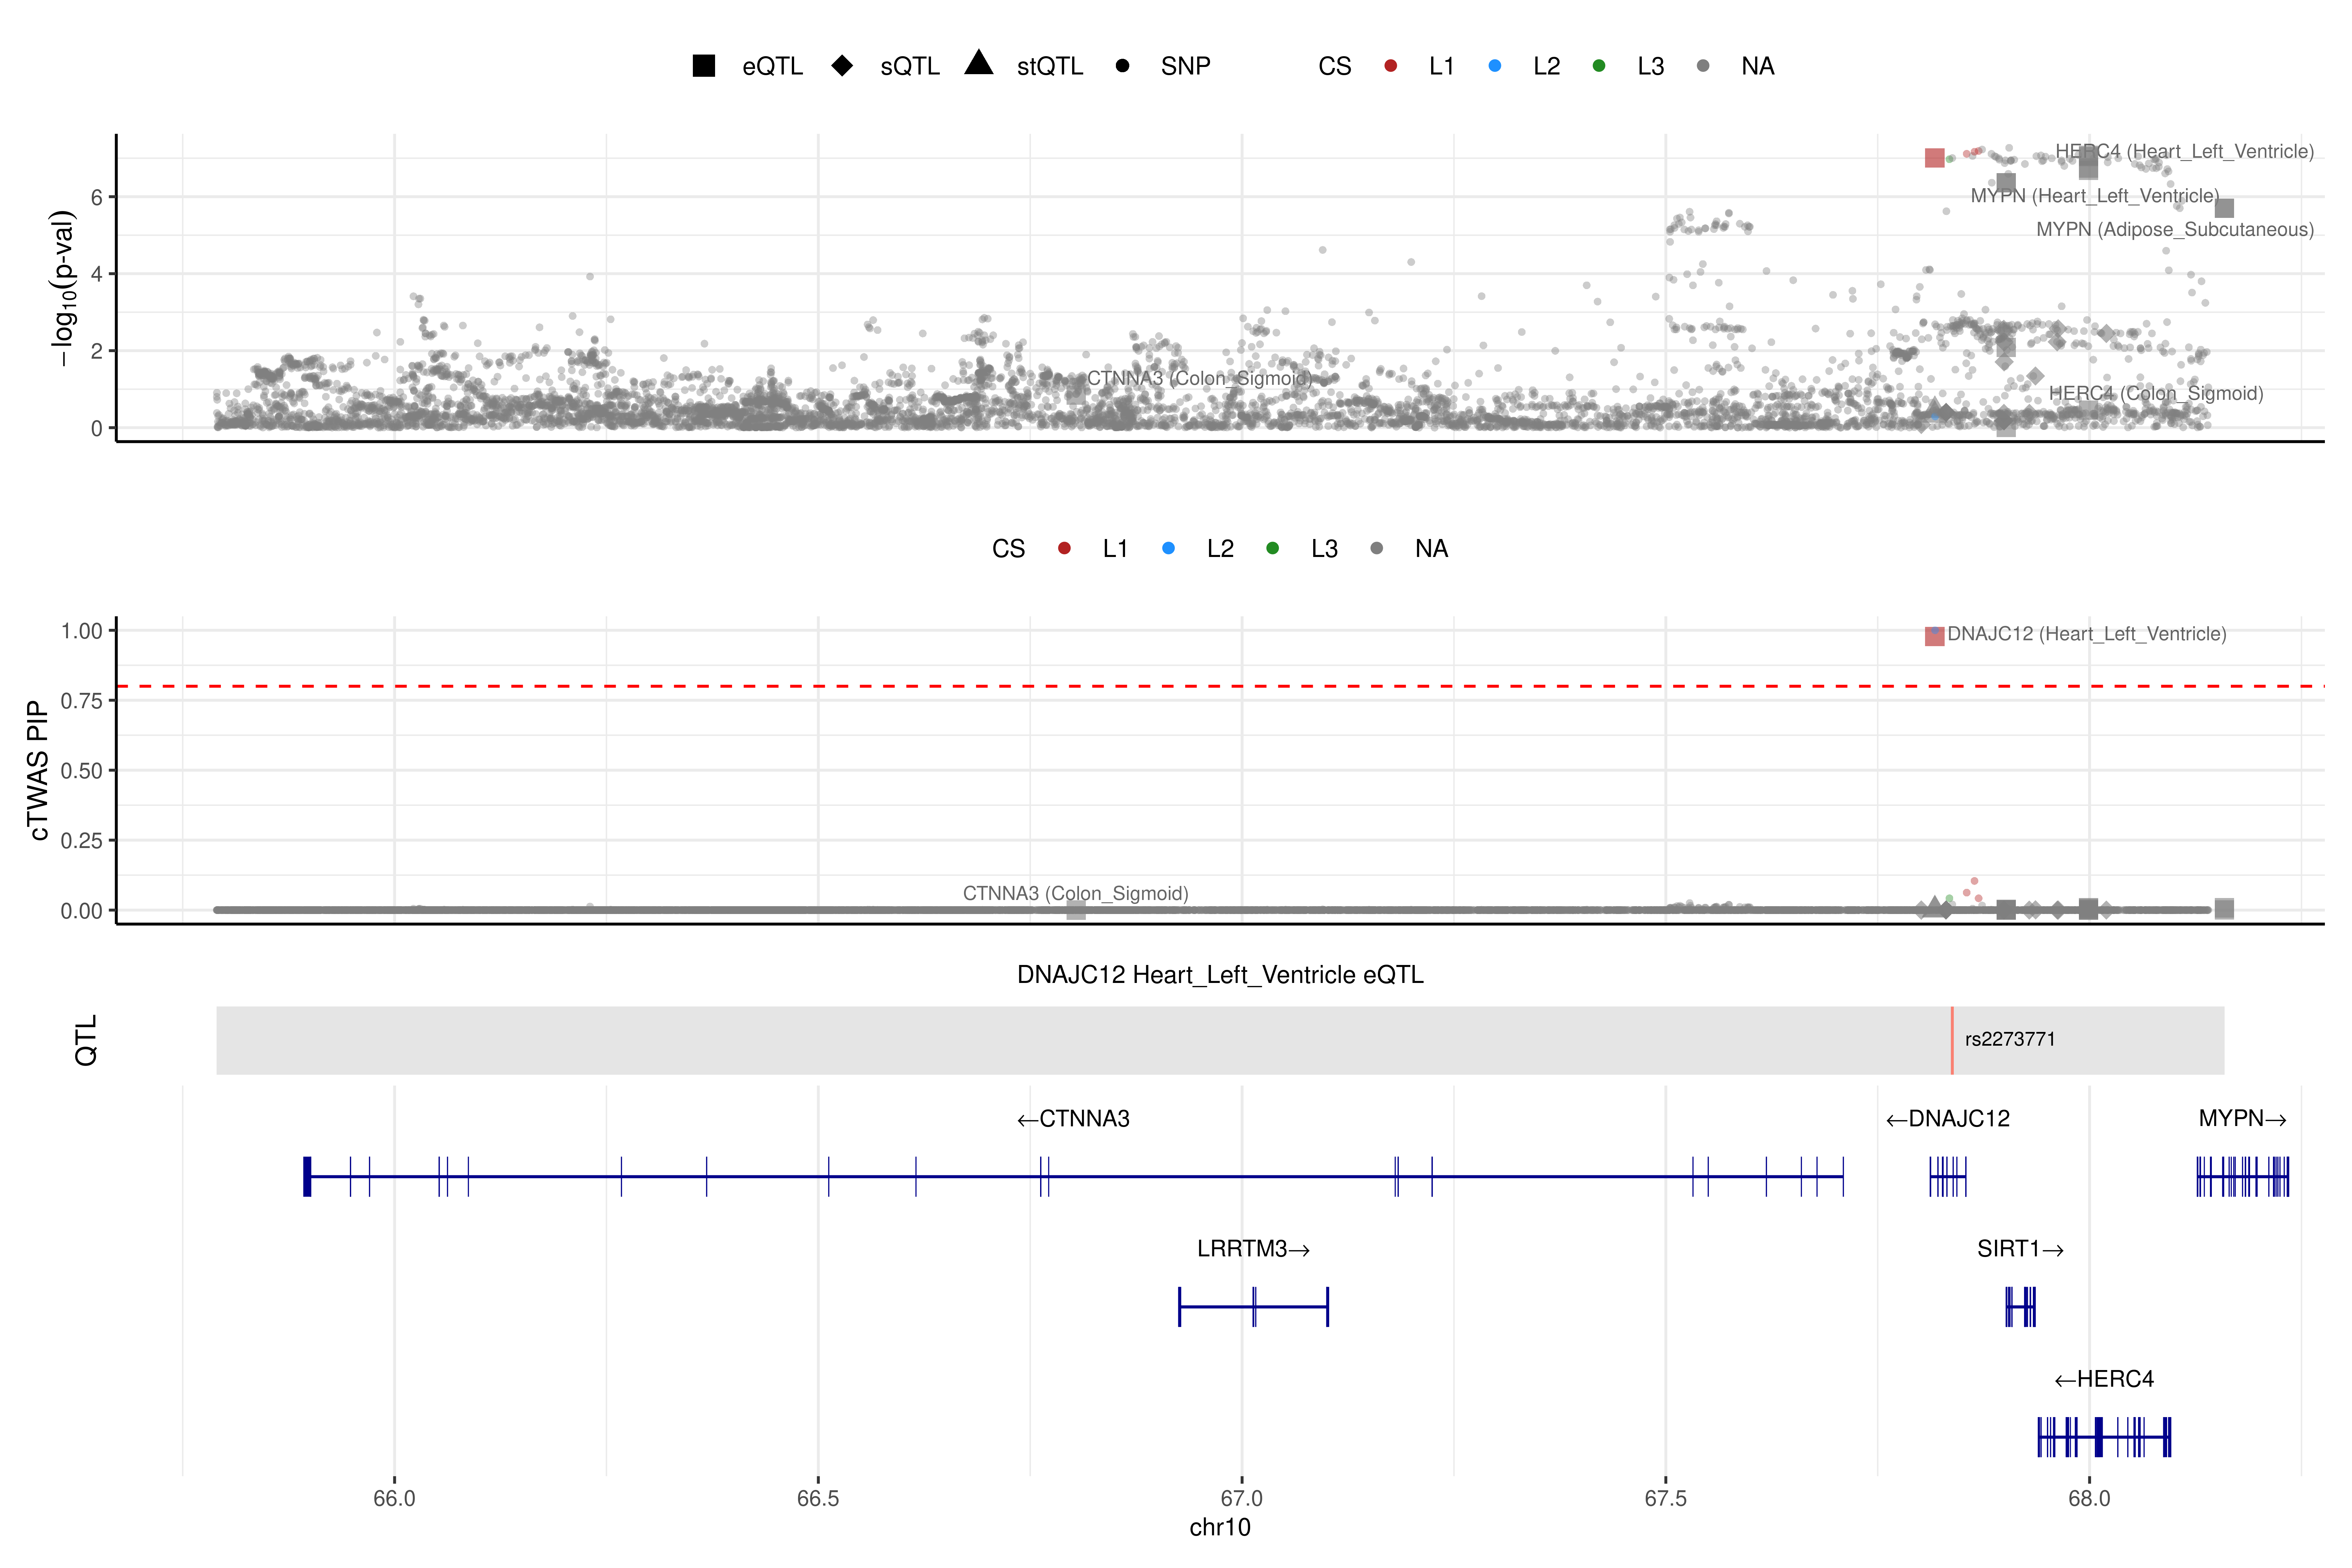 eQTL sQTL stQTL SNP CS L1 L2 L3 NA
−log10(p-val)
6
4
2
0
HERC4 (Heart_Left_Ventricle)
MYPN (Heart_Left_Ventricle)
MYPN (Adipose_Subcutaneous)
CTNNA3 (Colon_Sigmoid)
HERC4 (Colon_Sigmoid)
CS L1 L2 L3 NA
cTWAS PIP
1.00
0.75
0.50
0.25
0.00
DNAJC12 (Heart_Left_Ventricle)
CTNNA3 (Colon_Sigmoid)
DNAJC12 Heart_Left_Ventricle eQTL
QTL
rs2273771
←CTNNA3 ←DNAJC12 MYPN→
LRRTM3→ SIRT1→
←HERC4
66.0 66.5 67.0 67.5 68.0
chr10